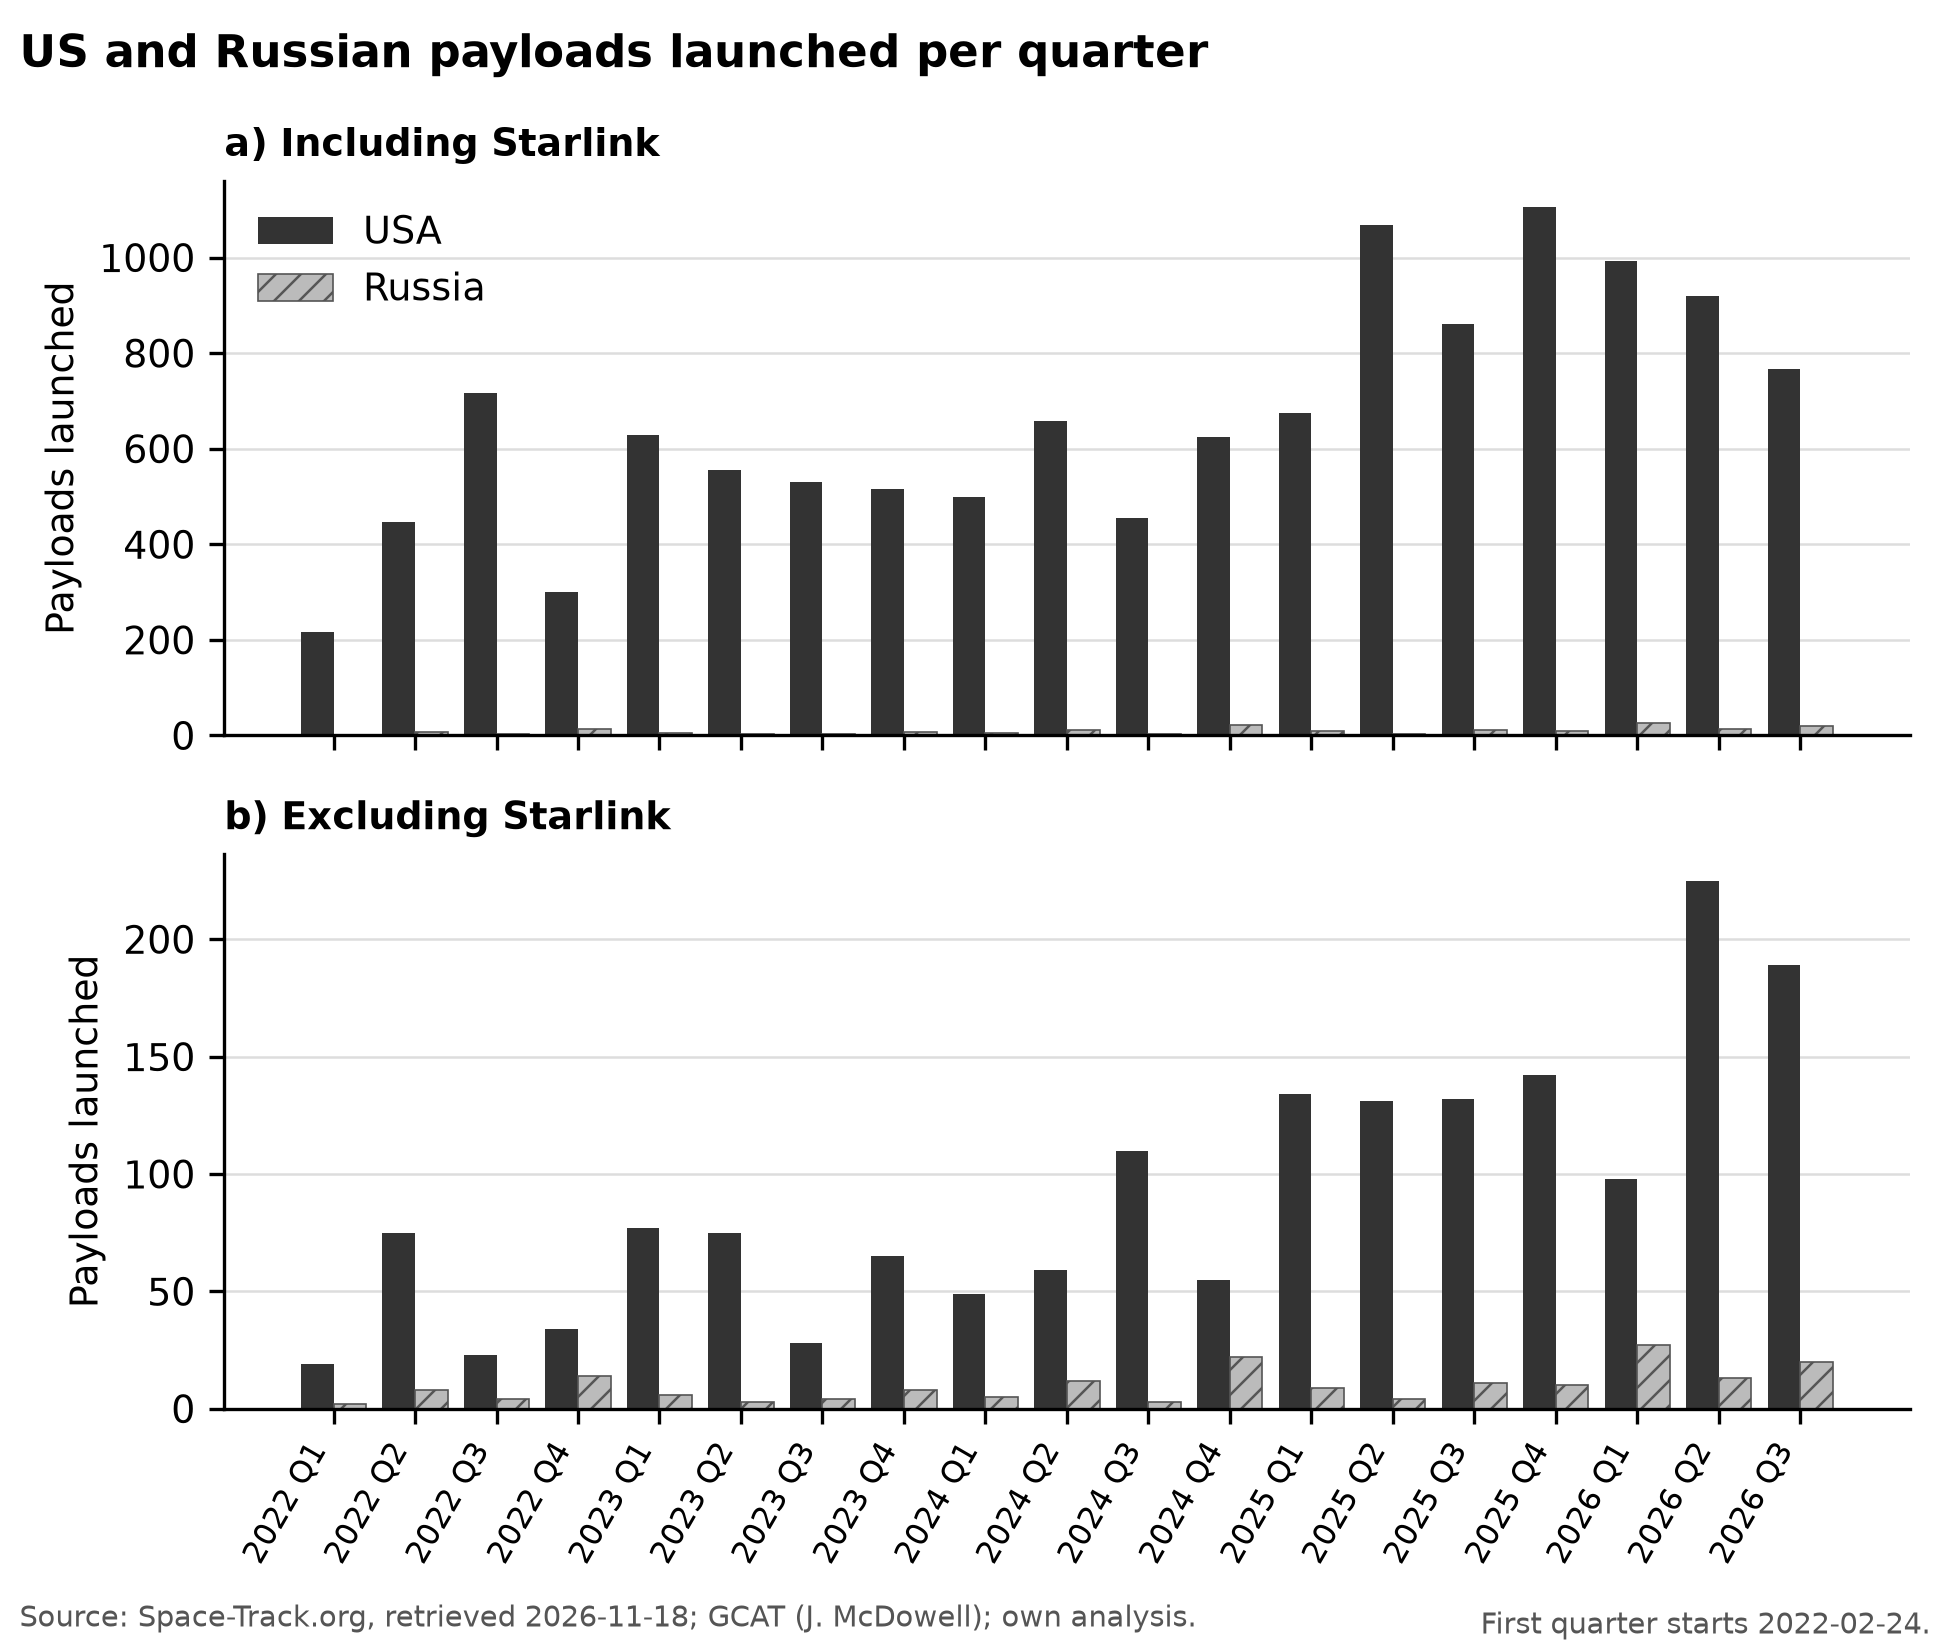 US and Russian payloads launched per quarter
a) Including Starlink
USA
Russia
Payloads launched
1000
800
600
400
200
0
b) Excluding Starlink
Payloads launched
200
150
100
50
0
2022 Q1
2022 Q2
2022 Q3
2022 Q4
2023 Q1
2023 Q2
2023 Q3
2023 Q4
2024 Q1
2024 Q2
2024 Q3
2024 Q4
2025 Q1
2025 Q2
2025 Q3
2025 Q4
2026 Q1
2026 Q2
2026 Q3
Source: Space-Track.org, retrieved 2026-11-18; GCAT (J. McDowell); own analysis.
First quarter starts 2022-02-24.